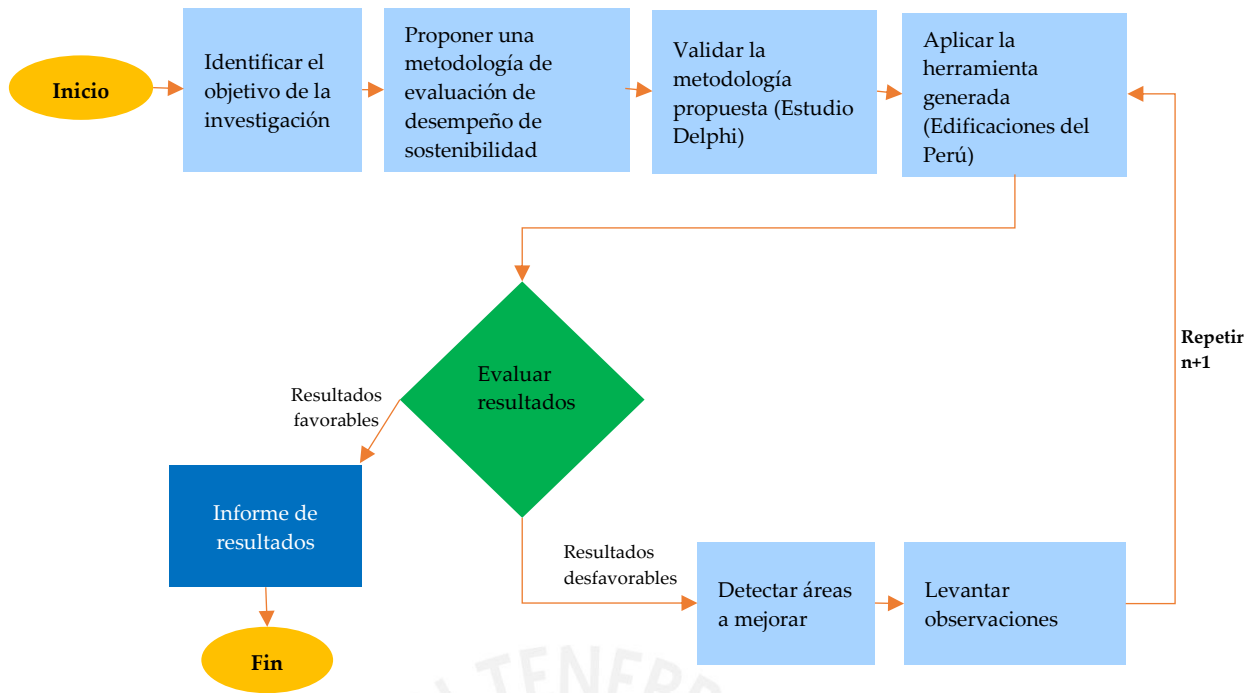 Inicio
Identificar el
objetivo de la
investigación
Proponer una
metodología de
evaluación de
desempeño de
sostenibilidad
Validar la
metodología
propuesta (Estudio
Delphi)
Aplicar la
herramienta
generada
(Edificaciones del
Perú)
Repetir
n+1
Evaluar
resultados
Resultados
favorables
Informe de
resultados
Fin
Resultados
desfavorables
Detectar áreas
a mejorar
Levantar
observaciones